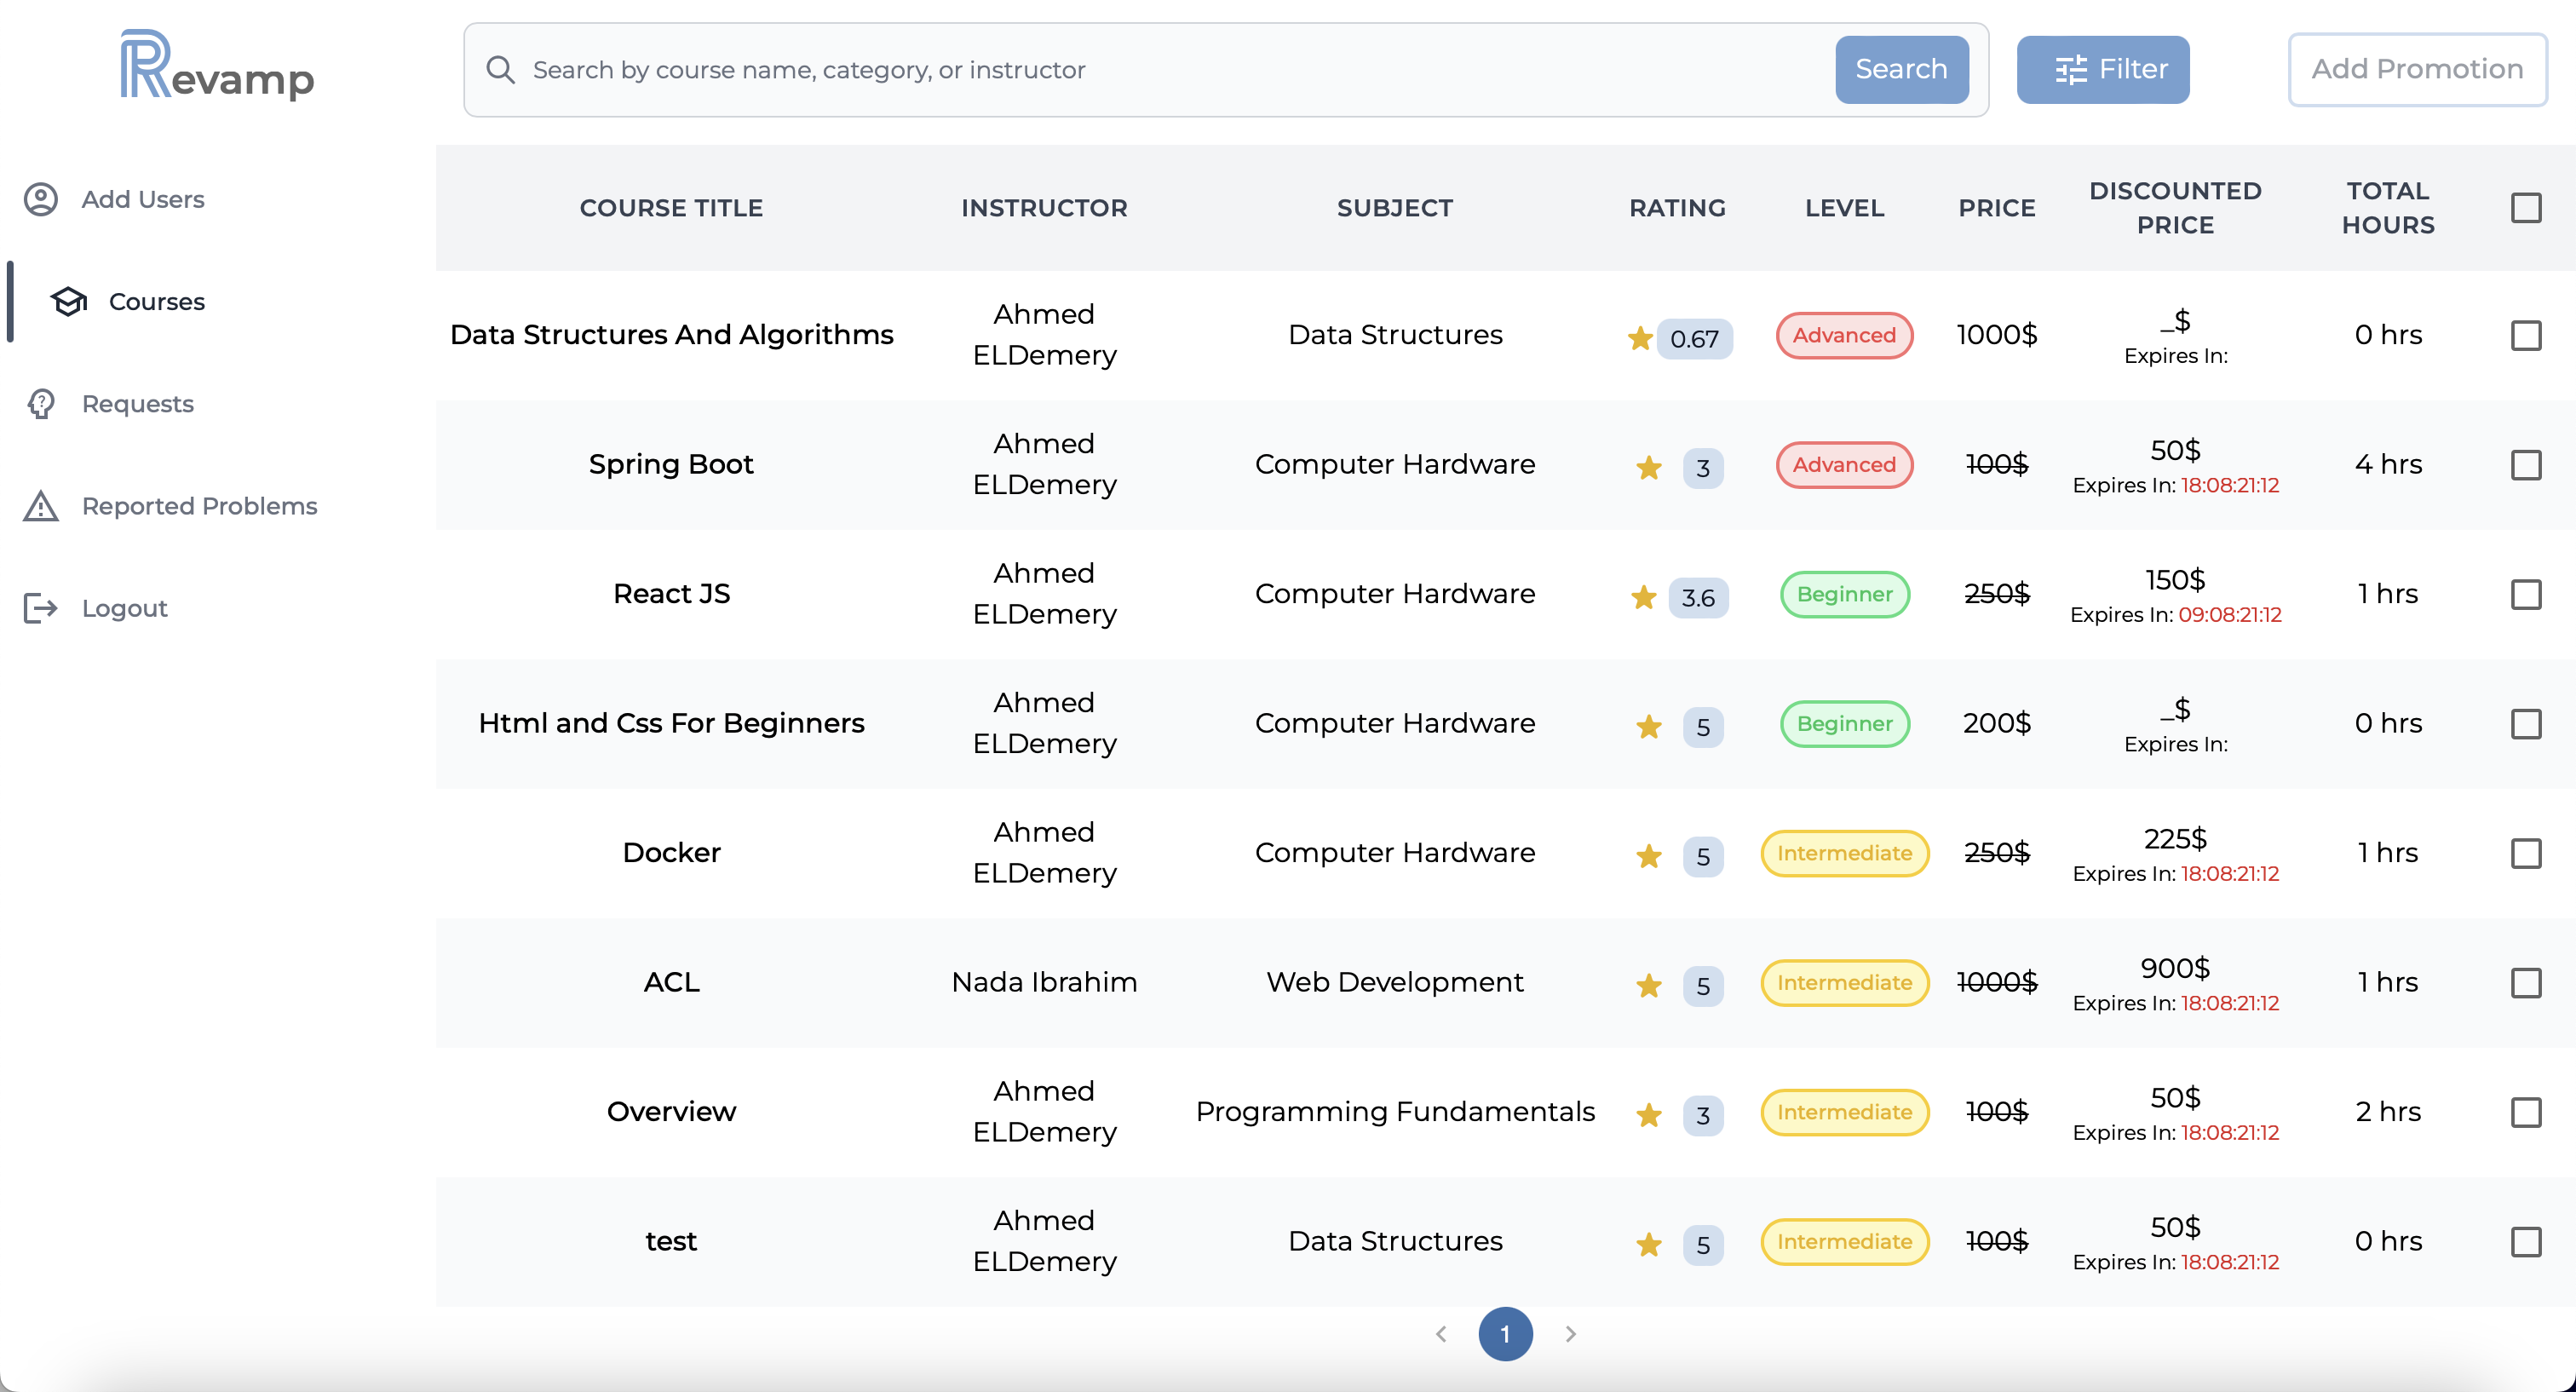 Revamp
Search by course name, category, or instructor
Search
Filter
Add Promotion
Add Users
Courses
Requests
Reported Problems
Logout
COURSE TITLE INSTRUCTOR SUBJECT RATING LEVEL PRICE DISCOUNTED PRICE TOTAL HOURS
Data Structures And Algorithms
Ahmed
ELDemery
Data Structures
0.67
Advanced
1000$
_$
Expires In:
0 hrs
Spring Boot
Ahmed
ELDemery
Computer Hardware
3
Advanced
100$
50$
Expires In: 18:08:21:12
4 hrs
React JS
Ahmed
ELDemery
Computer Hardware
3.6
Beginner
250$
150$
Expires In: 09:08:21:12
1 hrs
Html and Css For Beginners
Ahmed
ELDemery
Computer Hardware
5
Beginner
200$
_$
Expires In:
0 hrs
Docker
Ahmed
ELDemery
Computer Hardware
5
Intermediate
250$
225$
Expires In: 18:08:21:12
1 hrs
ACL
Nada Ibrahim
Web Development
5
Intermediate
1000$
900$
Expires In: 18:08:21:12
1 hrs
Overview
Ahmed
ELDemery
Programming Fundamentals
3
Intermediate
100$
50$
Expires In: 18:08:21:12
2 hrs
test
Ahmed
ELDemery
Data Structures
5
Intermediate
100$
50$
Expires In: 18:08:21:12
0 hrs
1